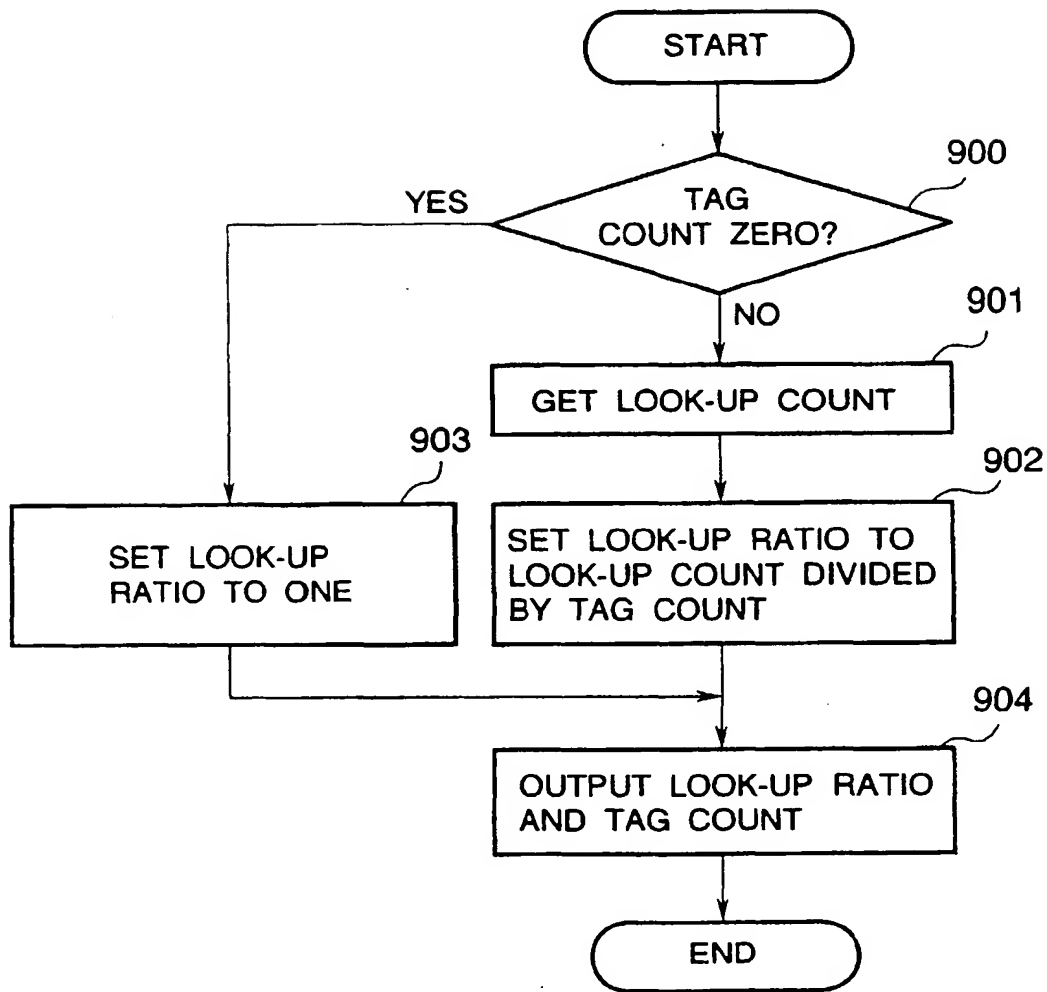 START
900
YES
TAG
COUNT ZERO?
NO
901
GET LOOK-UP COUNT
903
902
SET LOOK-UP
RATIO TO ONE
SET LOOK-UP RATIO TO
LOOK-UP COUNT DIVIDED
BY TAG COUNT
904
OUTPUT LOOK-UP RATIO
AND TAG COUNT
END